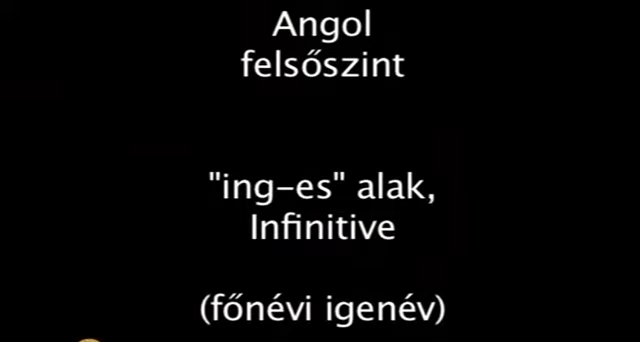 Angol
felsőszint
"ing-es" alak,
Infinitive
(főnévi igenév)